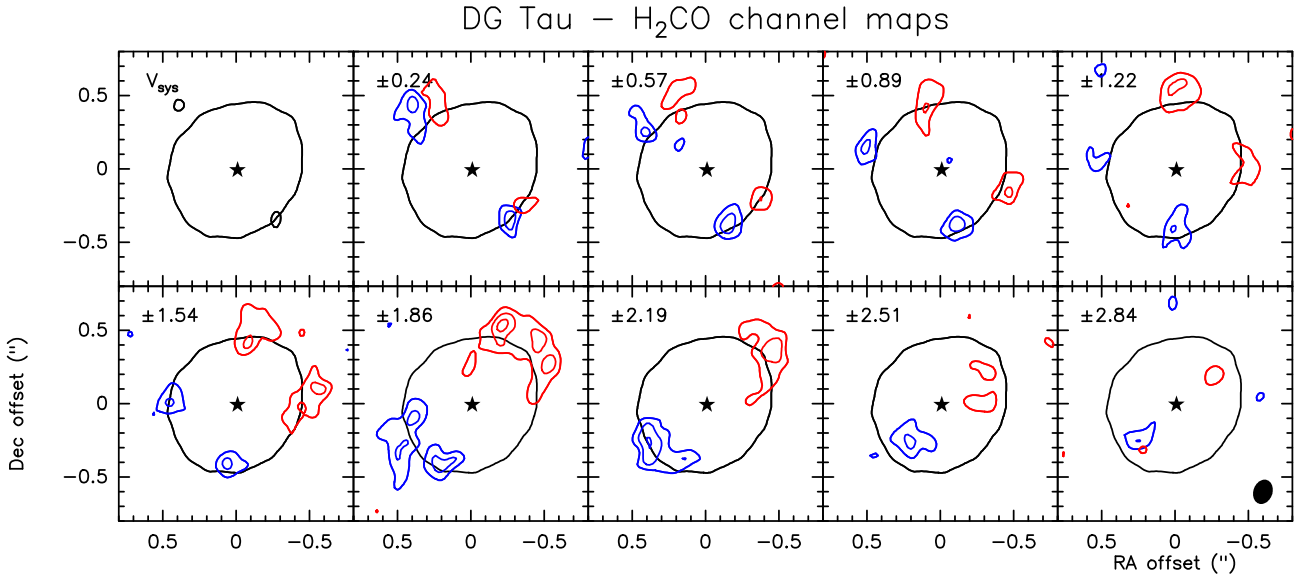 DG Tau − H₂CO channel maps
V_sys ±0.24 ±0.57 ±0.89 ±1.22
0.5
0
−0.5
±1.54 ±1.86 ±2.19 ±2.51 ±2.84
0.5
0
−0.5
Dec offset (")
0.5 0 −0.5 0.5 0 −0.5 0.5 0 −0.5 0.5 0 −0.5 0.5 0 −0.5
RA offset (")